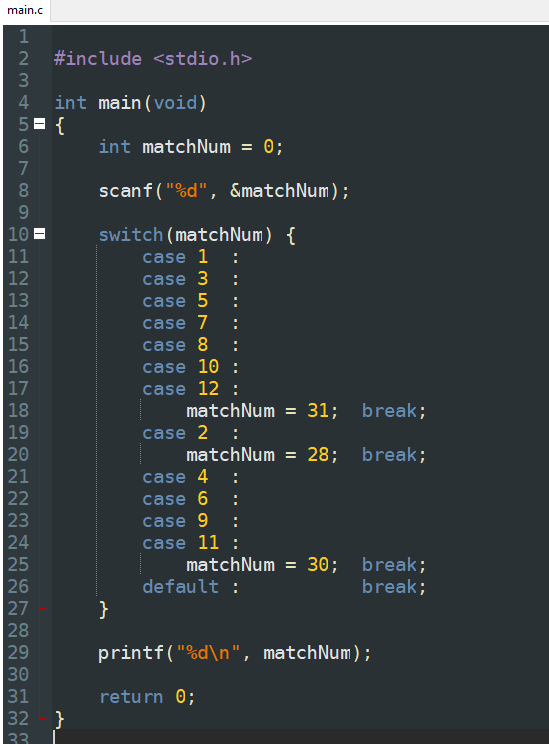 main.c
1
2 #include <stdio.h>
3
4 int main(void)
5 {
6     int matchNum = 0;
7
8     scanf("%d", &matchNum);
9
10     switch(matchNum) {
11         case 1  :
12         case 3  :
13         case 5  :
14         case 7  :
15         case 8  :
16         case 10 :
17         case 12 :
18             matchNum = 31;  break;
19         case 2  :
20             matchNum = 28;  break;
21         case 4  :
22         case 6  :
23         case 9  :
24         case 11 :
25             matchNum = 30;  break;
26         default :           break;
27     }
28
29     printf("%d\n", matchNum);
30
31     return 0;
32 }
33